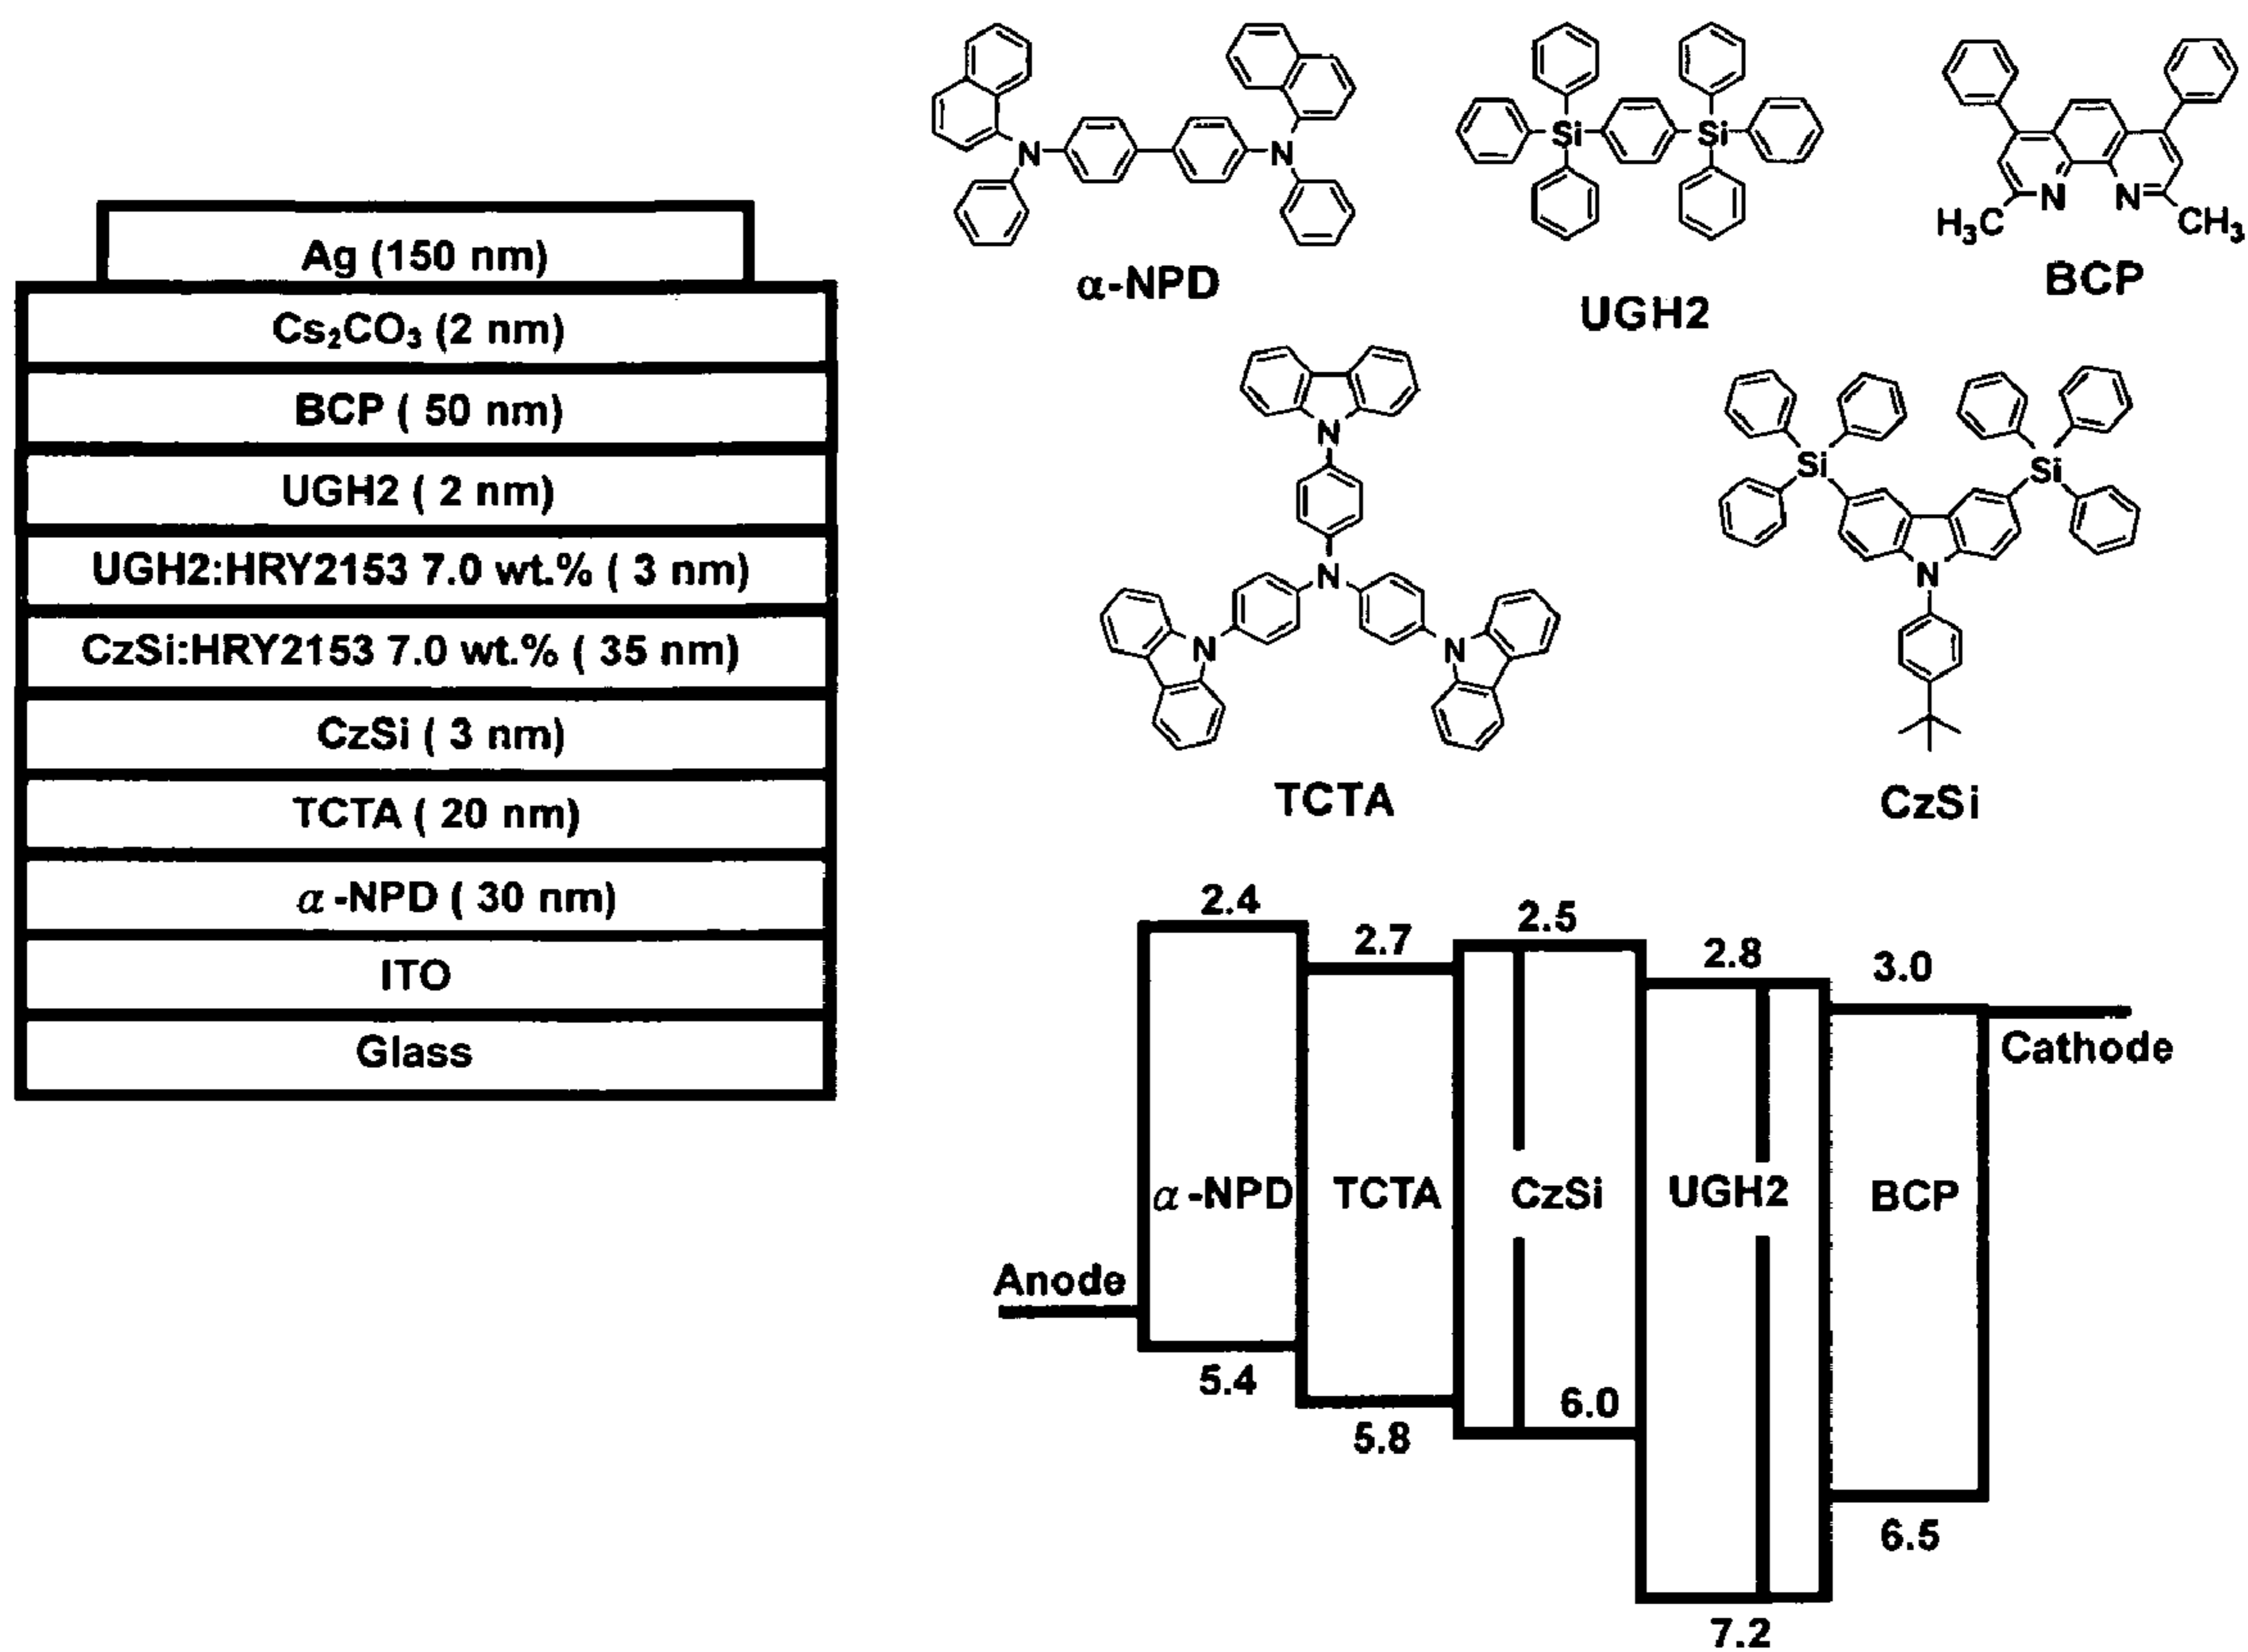 Ag (150 nm)
Cs₂CO₃ (2 nm)
BCP ( 50 nm)
UGH2 ( 2 nm)
UGH2:HRY2153 7.0 wt.% ( 3 nm)
CzSi:HRY2153 7.0 wt.% ( 35 nm)
CzSi ( 3 nm)
TCTA ( 20 nm)
α-NPD ( 30 nm)
ITO
Glass
N
N
α-NPD
Si
Si
UGH2
N
N
H₃C
CH₃
BCP
N
N
N
N
TCTA
Si
Si
N
CzSi
2.4
2.7
2.5
2.8
3.0
Cathode
α-NPD
TCTA
CzSi
UGH2
BCP
Anode
5.4
5.8
6.0
6.5
7.2